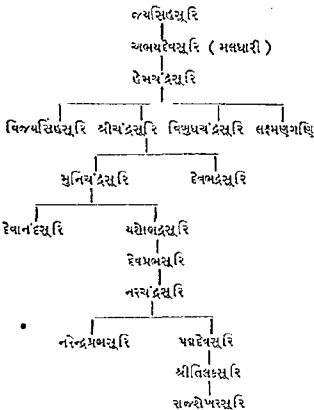 જયસિંહસૂરિ
અભયદેવસૂરિ ( મલધારી )
હેમચંદ્રસૂરિ
વિજયસિંહસૂરિ શ્રીચંદ્રસૂરિ વિબુધચંદ્રસૂરિ લક્ષ્મણગણિ
મુનિચંદ્રસૂરિ દેવભદ્રસૂરિ
દેવાનંદસૂરિ યશોભદ્રસૂરિ
દેવપ્રભસૂરિ
નરચંદ્રસૂરિ
નરેન્દ્રપ્રભસૂરિ પદ્મદેવસૂરિ
શ્રીતિલકસૂરિ
રાજશેખરસૂરિ